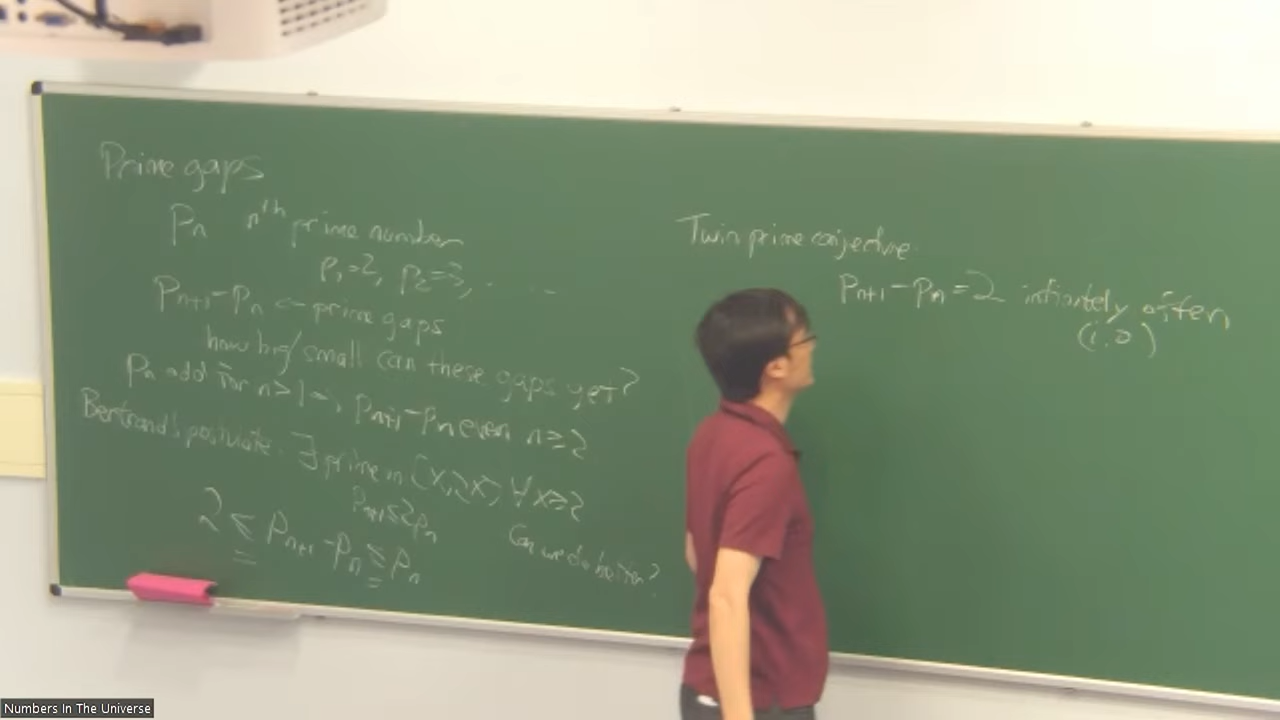 Prime gaps
Pn nth prime number
P1=2, P2=3, . . . .
Pn+1-Pn ← prime gaps
how big/small can these gaps get?
Pn odd for n>1 ⇒ Pn+1-Pn even n≥2
Bertrand's postulate. ∃ prime in (x,2x) ∀x≥2
Pn+1≤2Pn
2 ≤ Pn+1-Pn ≤ Pn
Can we do better?
Twin prime conjecture.
Pn+1-Pn=2 infinitely often
(i.o)
Numbers In The Universe